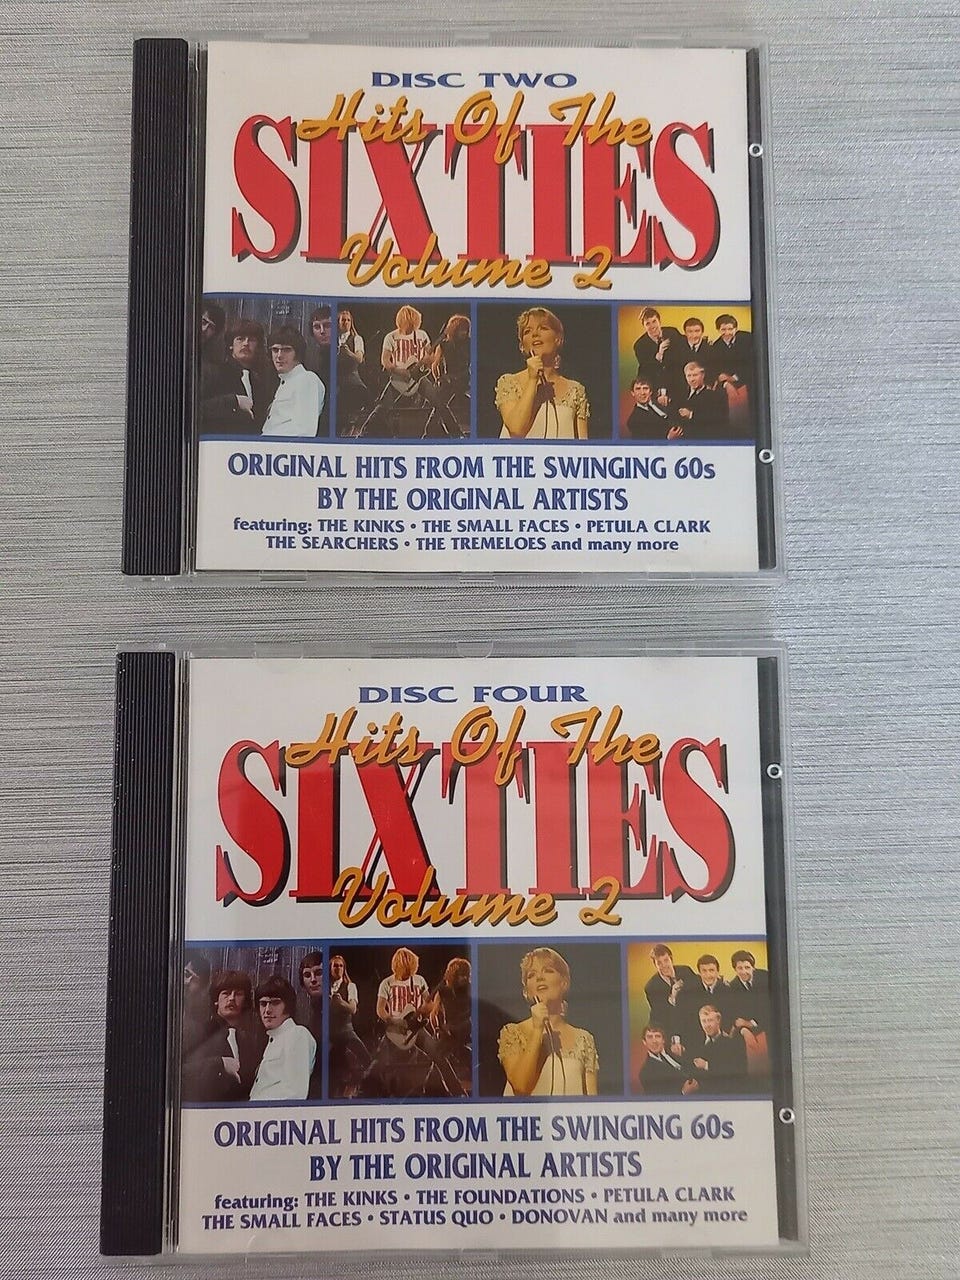 DISC TWO
Hits Of The
SIXTIES
Volume 2
ORIGINAL HITS FROM THE SWINGING 60s
BY THE ORIGINAL ARTISTS
featuring: THE KINKS • THE SMALL FACES • PETULA CLARK
THE SEARCHERS • THE TREMELOES and many more
DISC FOUR
Hits Of The
SIXTIES
Volume 2
ORIGINAL HITS FROM THE SWINGING 60s
BY THE ORIGINAL ARTISTS
featuring: THE KINKS • THE FOUNDATIONS • PETULA CLARK
THE SMALL FACES • STATUS QUO • DONOVAN and many more